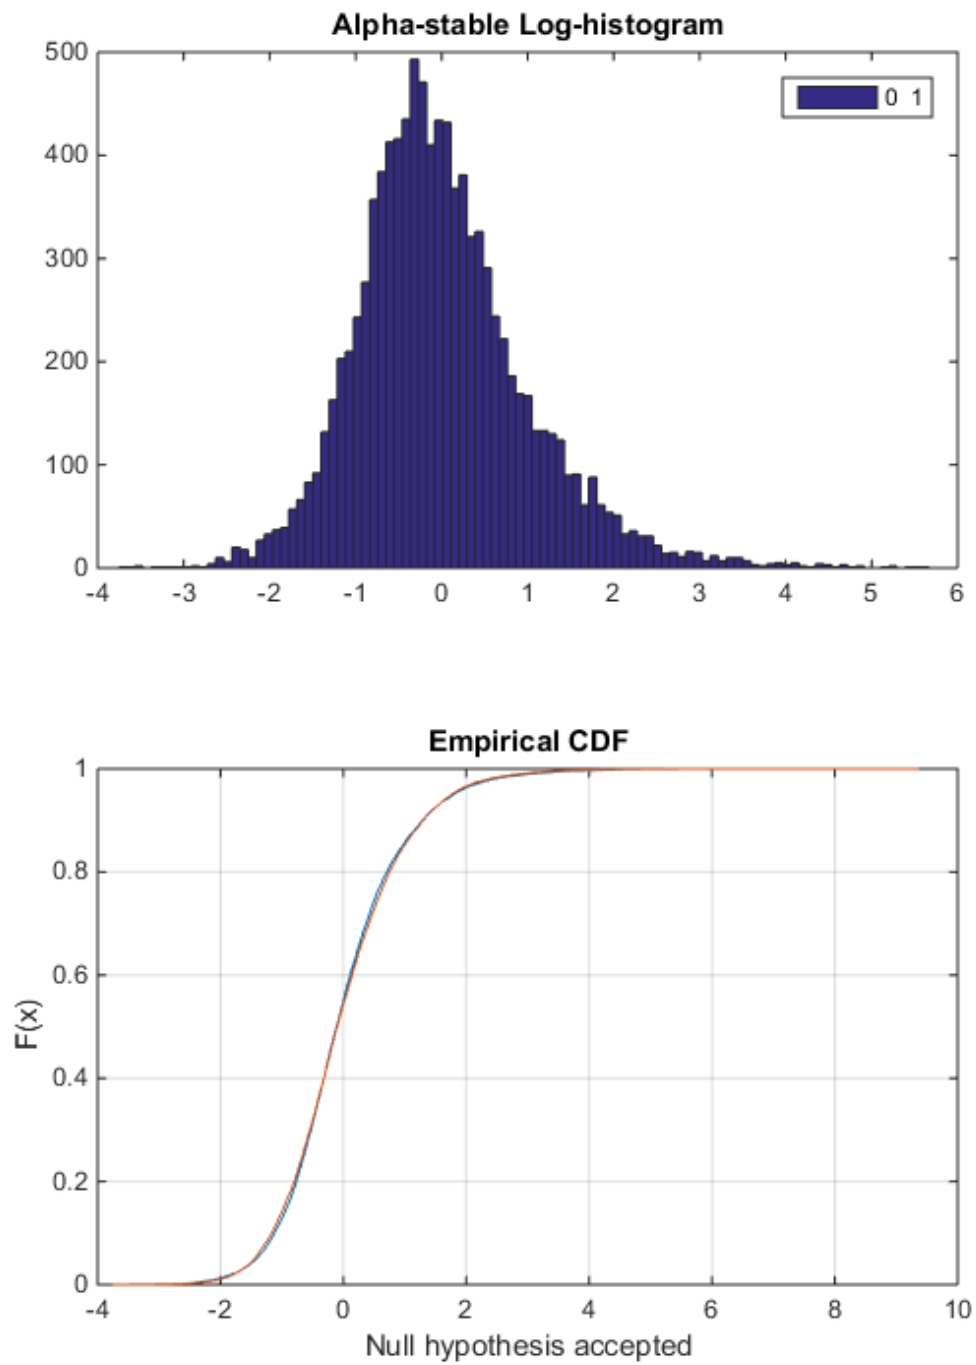 Alpha-stable Log-histogram
500
400
300
200
100
0
0 1
-4 -3 -2 -1 0 1 2 3 4 5 6
Empirical CDF
F(x)
1
0.8
0.6
0.4
0.2
0
-4 -2 0 2 4 6 8 10
Null hypothesis accepted